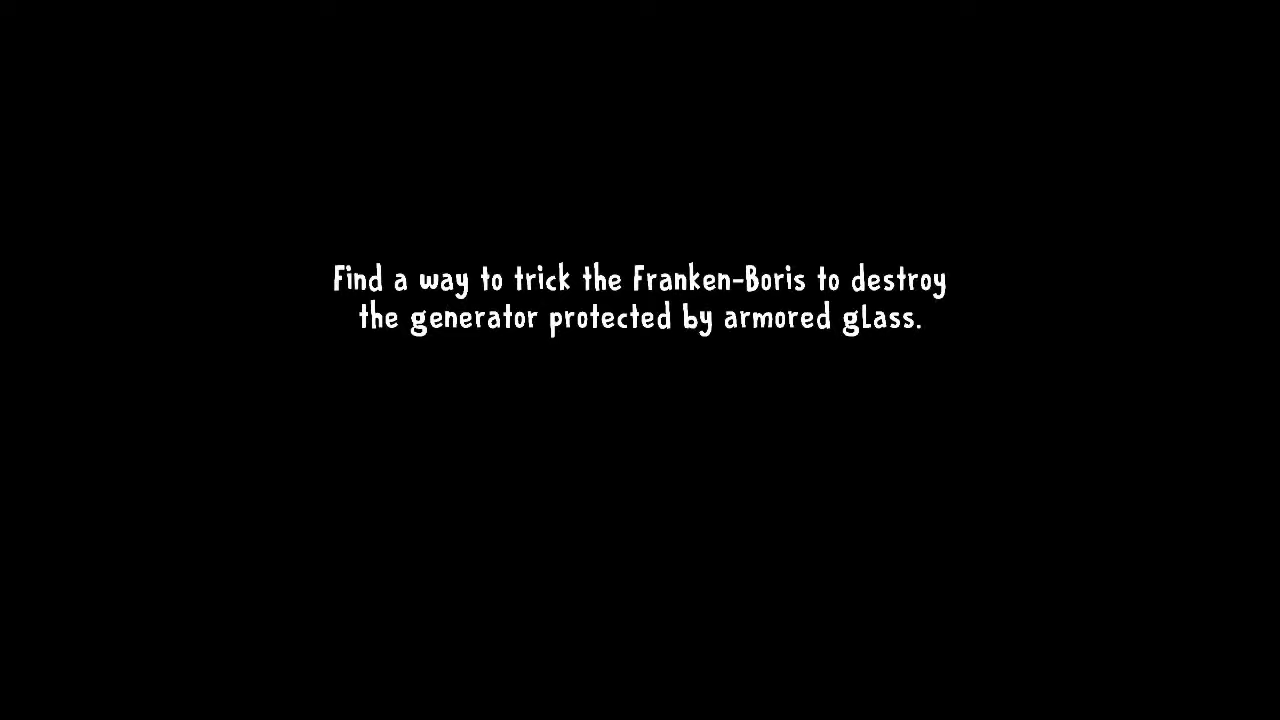 Find a way to trick the Franken-Boris to destroy
the generator protected by armored glass.